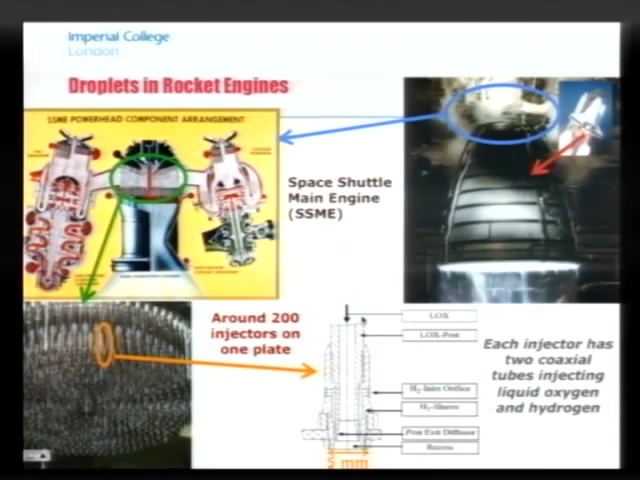 Imperial College
London
Droplets in Rocket Engines
SSME POWERHEAD COMPONENT ARRANGEMENT
Space Shuttle
Main Engine
(SSME)
Around 200
injectors on
one plate
LOX
LOX-Post
H2-Inlet Orifice
H2-Sleeve
Post Exit Diffusor
Recess
5 mm
Each injector has
two coaxial
tubes injecting
liquid oxygen
and hydrogen